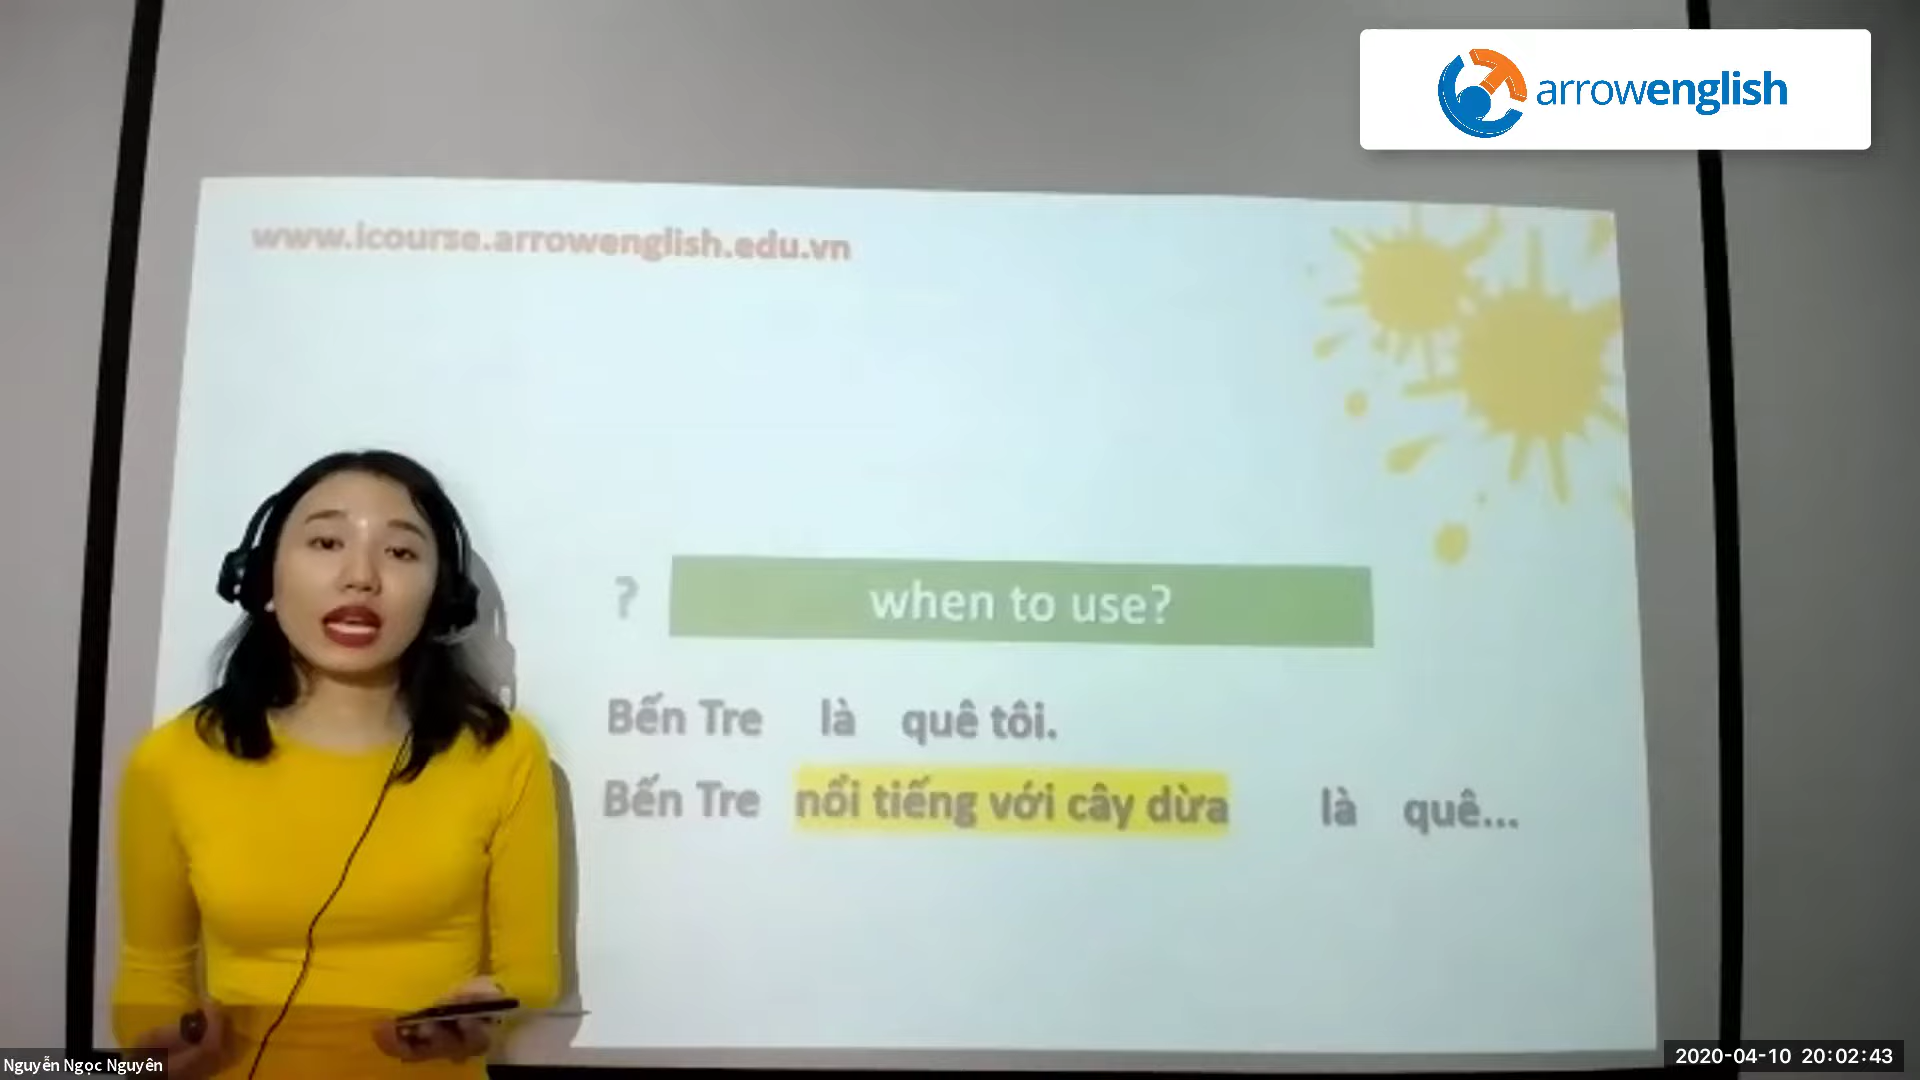 arrowenglish
www.icourse.arrowenglish.edu.vn
? when to use?
Bến Tre là quê tôi.
Bến Tre nổi tiếng với cây dừa là quê...
Nguyễn Ngọc Nguyên
2020-04-10 20:02:43